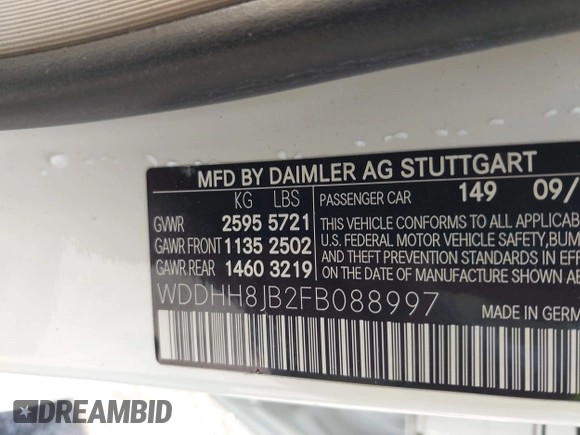 MFD BY DAIMLER AG STUTTGART
KG LBS PASSENGER CAR 149 09/
GVWR 2595 5721 THIS VEHICLE CONFORMS TO ALL APPLICAB
GAWR FRONT 1135 2502 U.S. FEDERAL MOTOR VEHICLE SAFETY, BUM
GAWR REAR 1460 3219 AND THEFT PREVENTION STANDARDS IN EFFE
ON THE DATE OF MANUFACTURE SHOWN AB
WDDHH8JB2FB088997
MADE IN GERM
DREAMBID